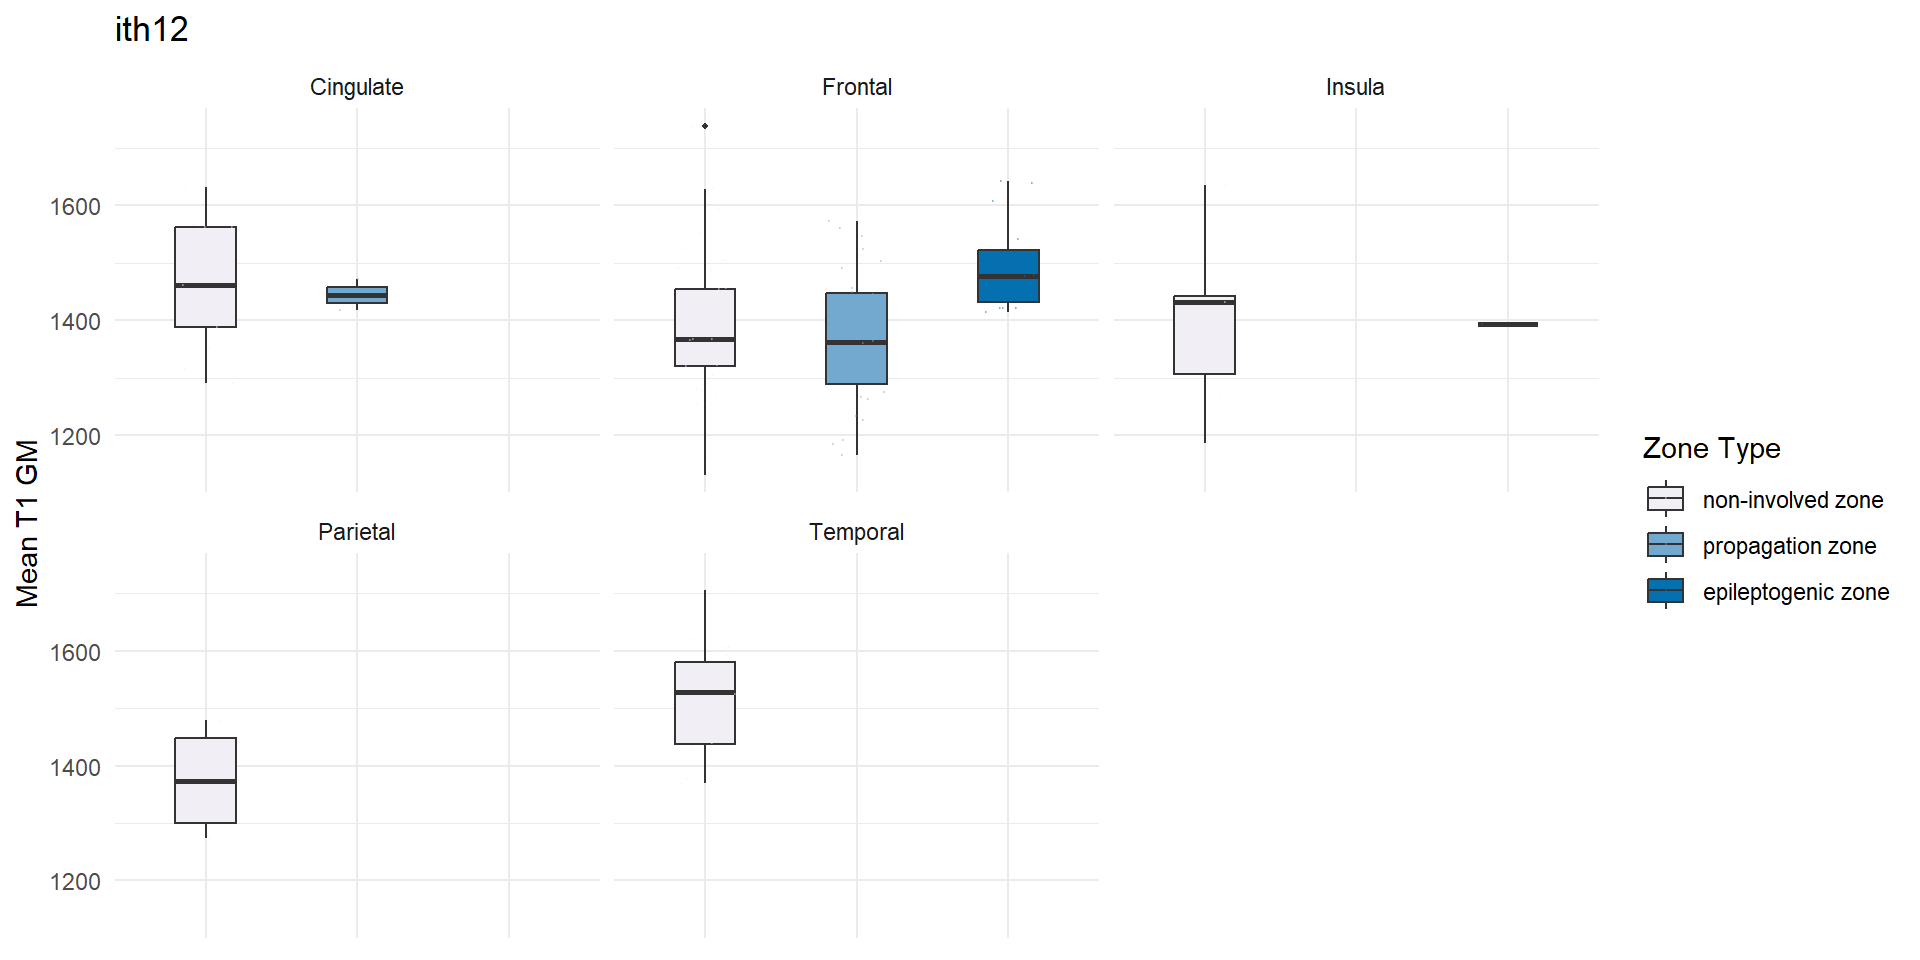 ith12
Cingulate
Frontal
Insula
1600
1400
1200
Parietal
Temporal
1600
1400
1200
Mean T1 GM
Zone Type
non-involved zone
propagation zone
epileptogenic zone